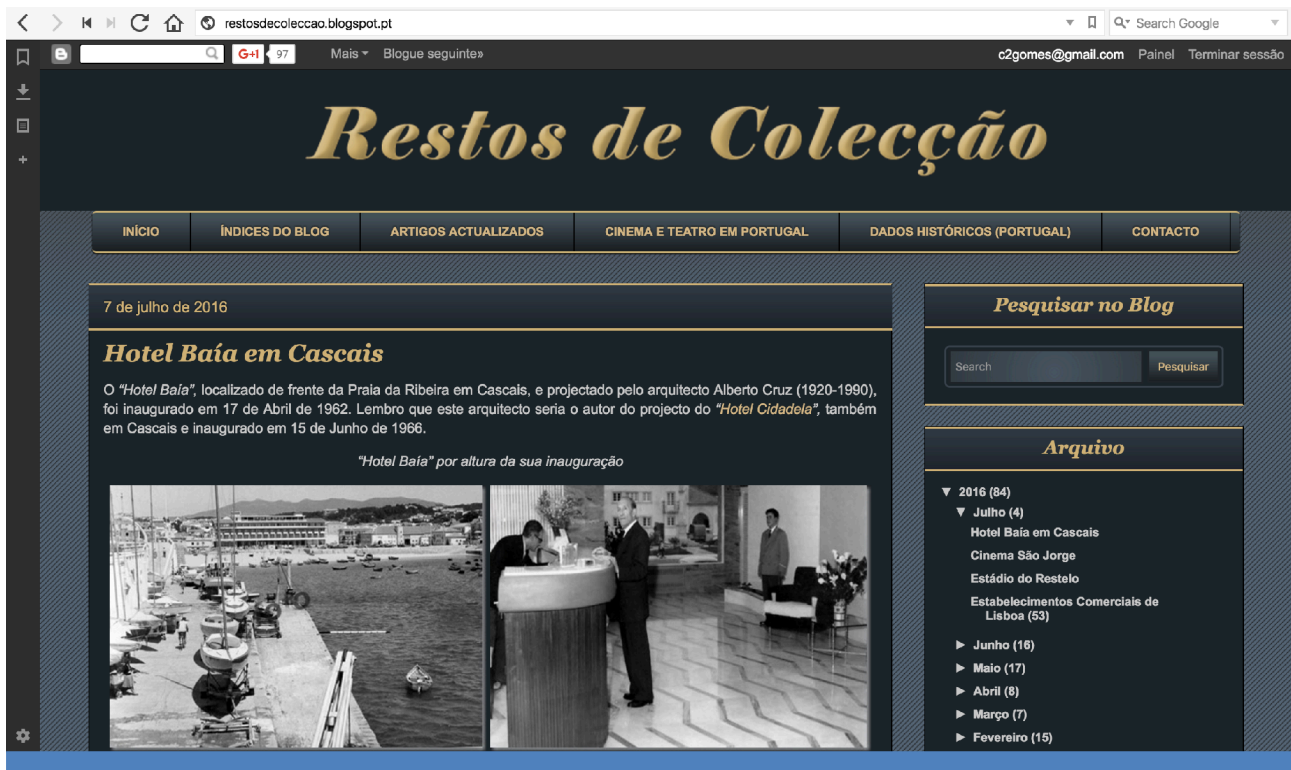 restosdecoleccao.blogspot.pt
Search Google
G+1 97 Mais Blogue seguinte»
c2gomes@gmail.com Painel Terminar sessão
Restos de Colecção
INÍCIO ÍNDICES DO BLOG ARTIGOS ACTUALIZADOS CINEMA E TEATRO EM PORTUGAL DADOS HISTÓRICOS (PORTUGAL) CONTACTO
7 de julho de 2016
Hotel Baía em Cascais
O “Hotel Baía”, localizado de frente da Praia da Ribeira em Cascais, e projectado pelo arquitecto Alberto Cruz (1920-1990),
foi inaugurado em 17 de Abril de 1962. Lembro que este arquitecto seria o autor do projecto do “Hotel Cidadela”, também
em Cascais e inaugurado em 15 de Junho de 1966.
“Hotel Baía” por altura da sua inauguração
Pesquisar no Blog
Search Pesquisar
Arquivo
▼ 2016 (84)
▼ Julho (4)
Hotel Baía em Cascais
Cinema São Jorge
Estádio do Restelo
Estabelecimentos Comerciais de
Lisboa (53)
► Junho (16)
► Maio (17)
► Abril (8)
► Março (7)
► Fevereiro (15)